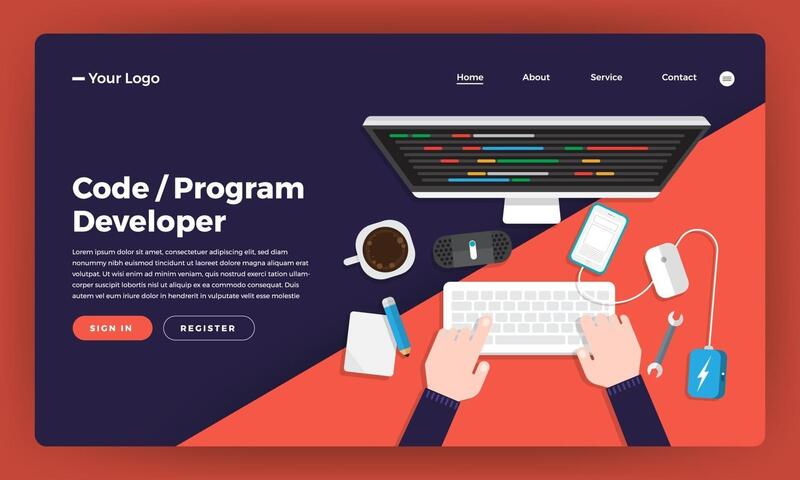 Your Logo
Home
About
Service
Contact
Code / Program
Developer
Lorem ipsum dolor sit amet, consectetur adipiscing elit, sed diam
nonummy nibh euismod tincidunt ut laoreet dolore magna aliquam erat
volutpat. Ut wisi enim ad minim veniam, quis nostrud exerci tation
ullamcorper suscipit lobortis nisl ut aliquip ex ea commodo
consequat. Duis autem vel eum iriure dolor in hendrerit in vulputate velit esse molestie
SIGN IN
REGISTER